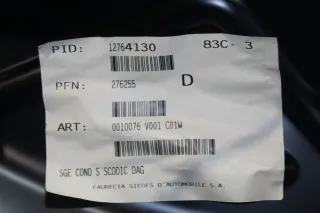 PID: 12764130 83C- 3
PFN: 276255 D
ART: 0010076 V001 C01W
SGE COND S SCODIC DAG
FAURECIA SIEGES D'AUTOMOBILE S.A.